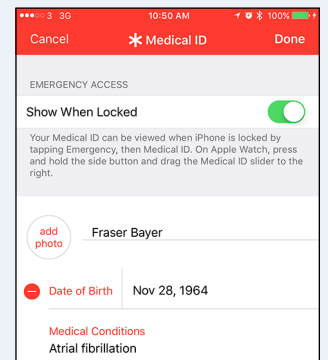 3 3G 10:50 AM 100%
Cancel Medical ID Done
EMERGENCY ACCESS
Show When Locked
Your Medical ID can be viewed when iPhone is locked by
tapping Emergency, then Medical ID. On Apple Watch, press
and hold the side button and drag the Medical ID slider to the
right.
add
photo
Fraser Bayer
Date of Birth Nov 28, 1964
Medical Conditions
Atrial fibrillation